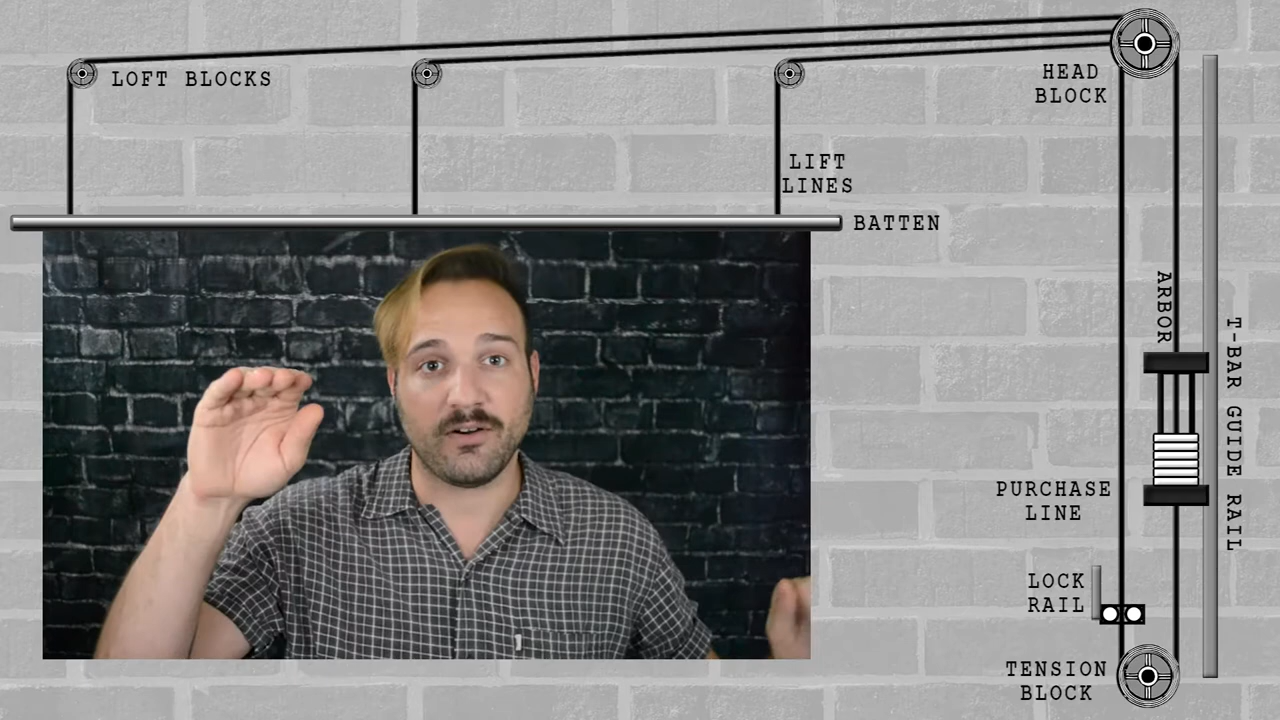 LOFT BLOCKS
HEAD
BLOCK
LIFT
LINES
BATTEN
ARBOR
T-BAR GUIDE RAIL
PURCHASE
LINE
LOCK
RAIL
TENSION
BLOCK